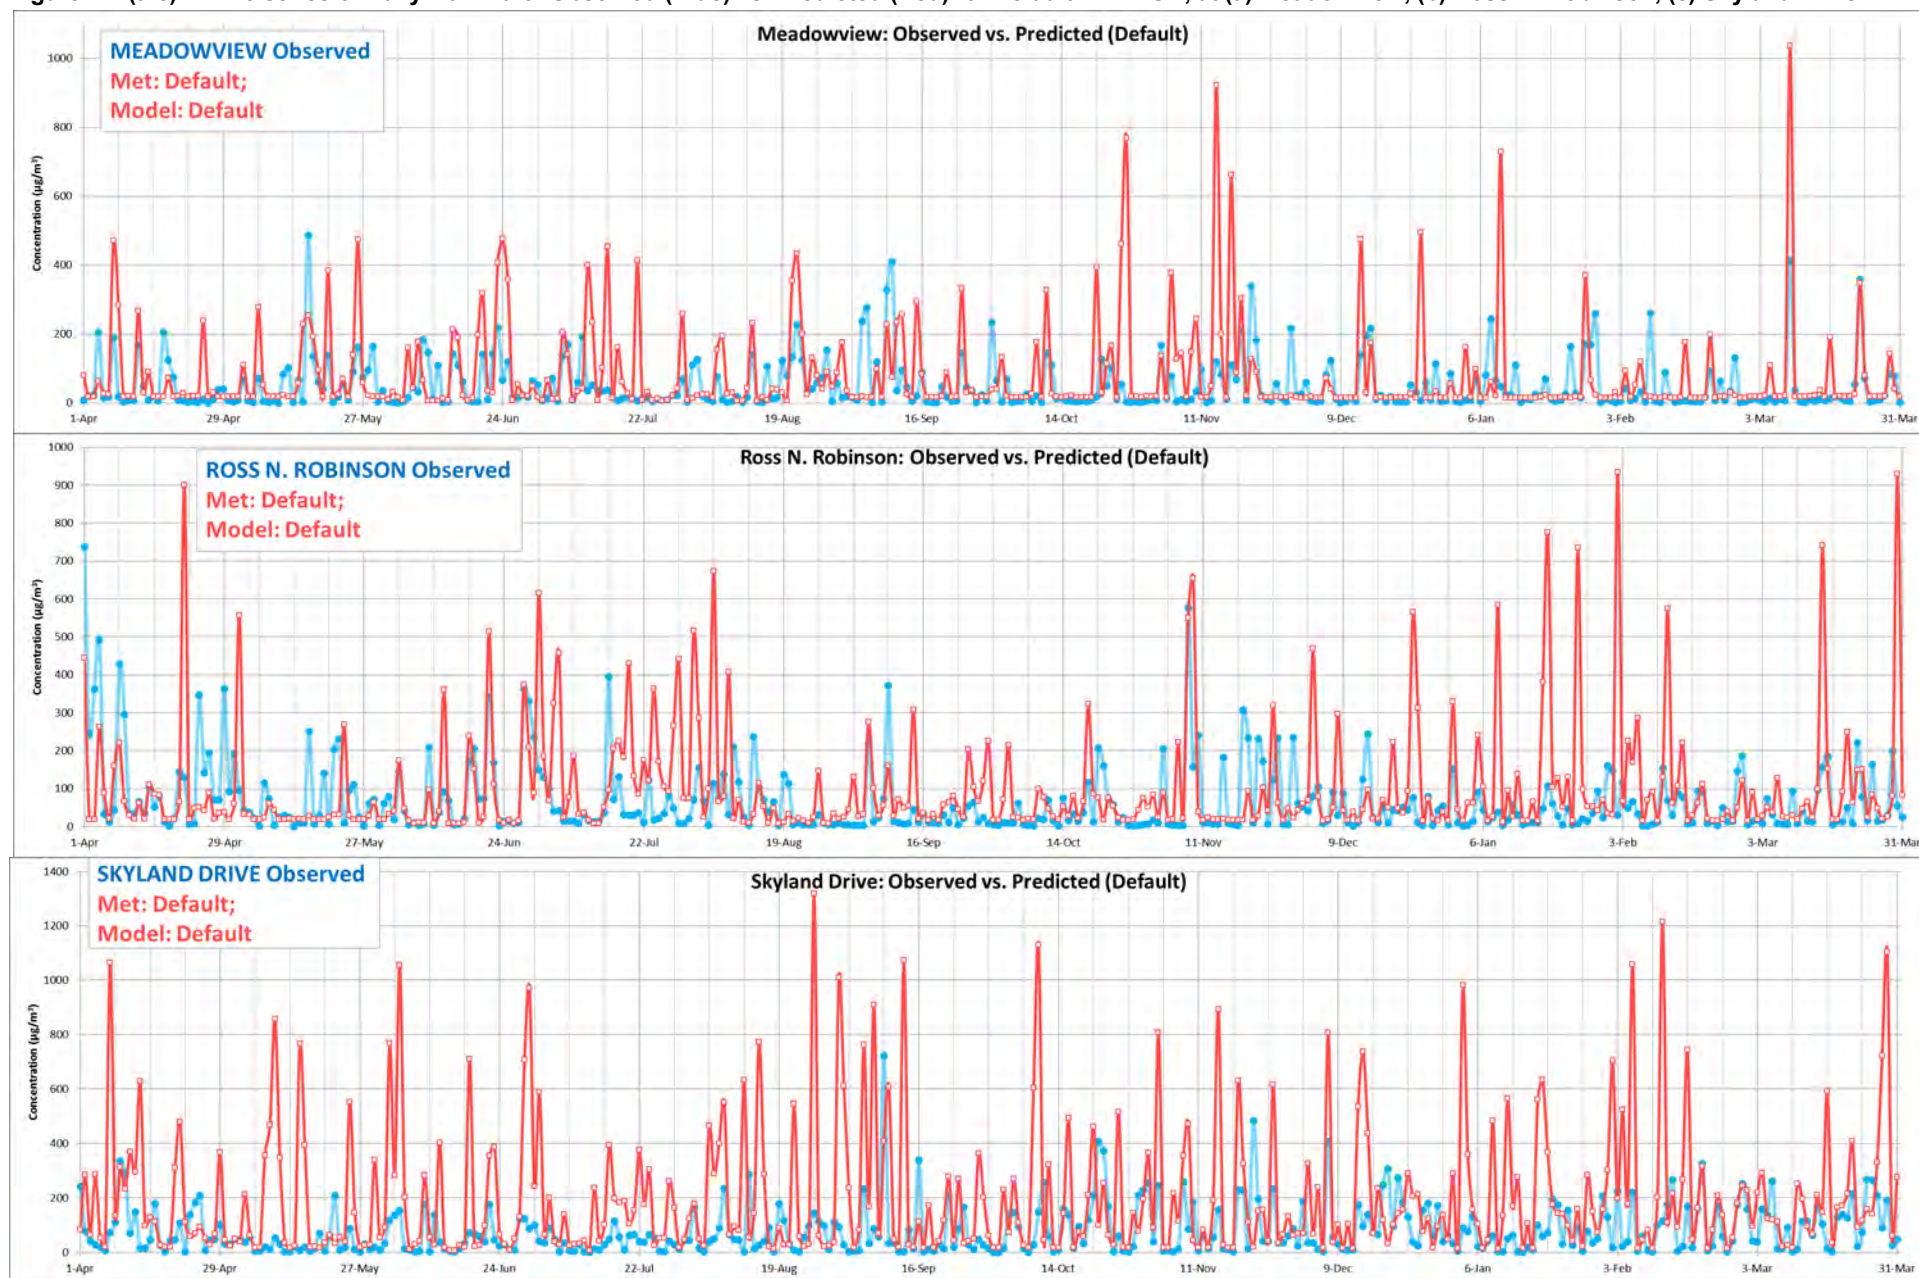 Meadowview: Observed vs. Predicted (Default)
MEADOWVIEW Observed
Met: Default;
Model: Default
Concentration (µg/m³)
1000
800
600
400
200
0
1-Apr 29-Apr 27-May 24-Jun 22-Jul 19-Aug 16-Sep 14-Oct 11-Nov 9-Dec 6-Jan 3-Feb 3-Mar 31-Mar
Ross N. Robinson: Observed vs. Predicted (Default)
ROSS N. ROBINSON Observed
Met: Default;
Model: Default
Concentration (µg/m³)
1000
900
800
700
600
500
400
300
200
100
0
1-Apr 29-Apr 27-May 24-Jun 22-Jul 19-Aug 16-Sep 14-Oct 11-Nov 9-Dec 6-Jan 3-Feb 3-Mar 31-Mar
Skyland Drive: Observed vs. Predicted (Default)
SKYLAND DRIVE Observed
Met: Default;
Model: Default
Concentration (µg/m³)
1400
1200
1000
800
600
400
200
0
1-Apr 29-Apr 27-May 24-Jun 22-Jul 19-Aug 16-Sep 14-Oct 11-Nov 9-Dec 6-Jan 3-Feb 3-Mar 31-Mar